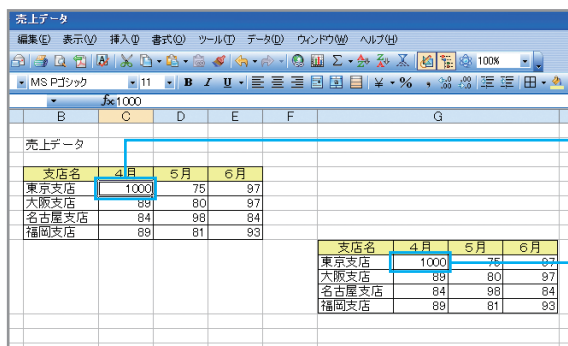 売上データ
編集(E) 表示(V) 挿入(I) 書式(O) ツール(T) データ(D) ウィンドウ(W) ヘルプ(H)
100%
MS Pゴシック 11 B I U ¥ % ,
fx 1000
B C D E F G
売上データ
支店名 4月 5月 6月
東京支店 1000 75 97
大阪支店 89 80 97
名古屋支店 84 98 84
福岡支店 89 81 93
支店名 4月 5月 6月
東京支店 1000 75 97
大阪支店 89 80 97
名古屋支店 84 98 84
福岡支店 89 81 93